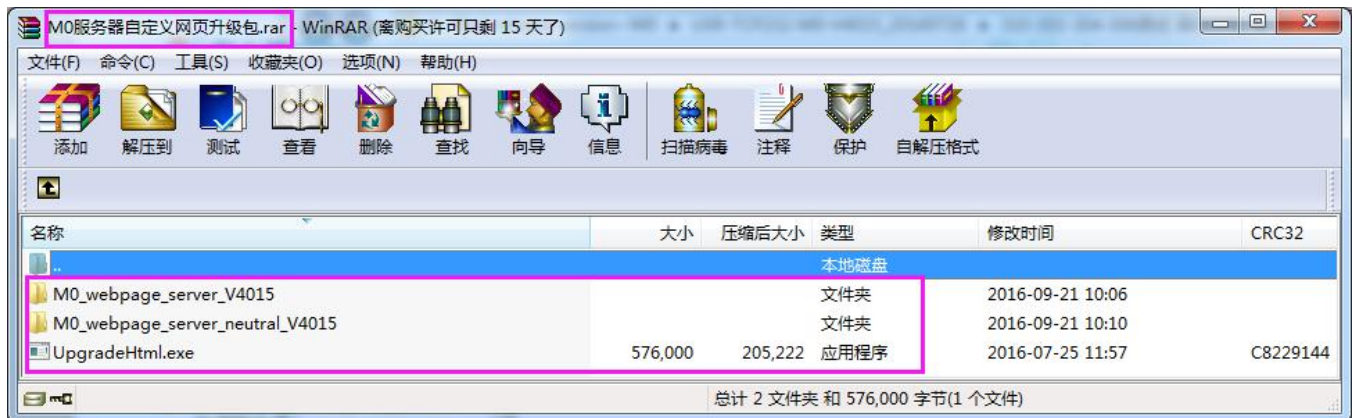 M0服务器自定义网页升级包.rar - WinRAR (离购买许可只剩 15 天了)
文件(F) 命令(C) 工具(S) 收藏夹(O) 选项(N) 帮助(H)
添加 解压到 测试 查看 删除 查找 向导 信息 扫描病毒 注释 保护 自解压格式
名称 大小 压缩后大小 类型 修改时间 CRC32
.. 本地磁盘
M0_webpage_server_V4015 文件夹 2016-09-21 10:06
M0_webpage_server_neutral_V4015 文件夹 2016-09-21 10:10
UpgradeHtml.exe 576,000 205,222 应用程序 2016-07-25 11:57 C8229144
总计 2 文件夹 和 576,000 字节(1 个文件)